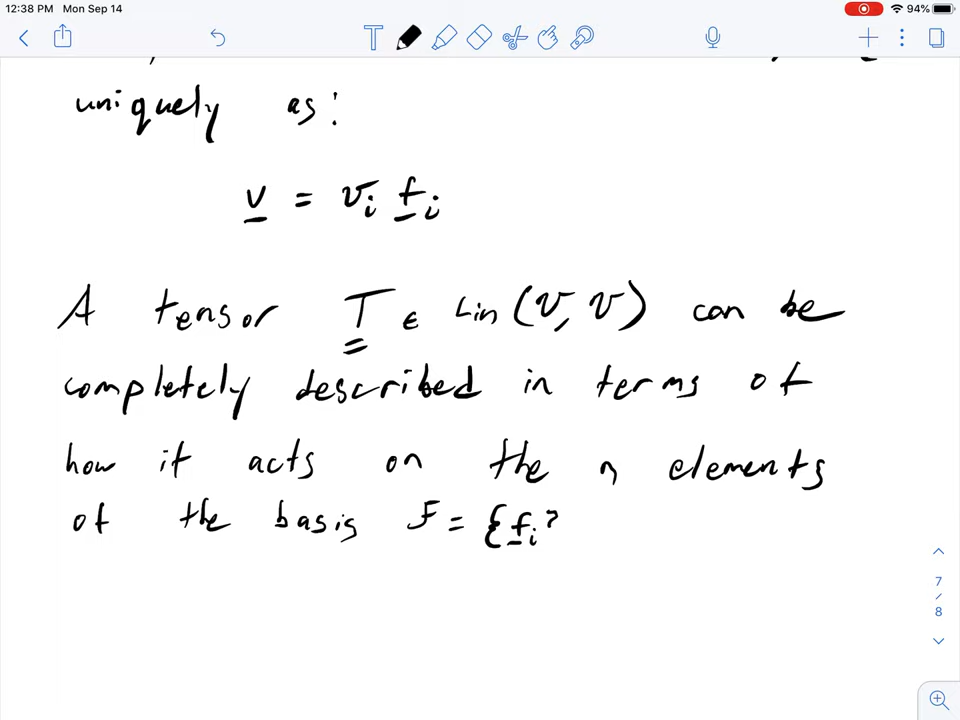 12:38 PM Mon Sep 14
94%
uniquely as:
v = vᵢ fᵢ
A tensor T ∈ Lin(V, V) can be
completely described in terms of
how it acts on the n elements
of the basis F = {fᵢ
7
/
8